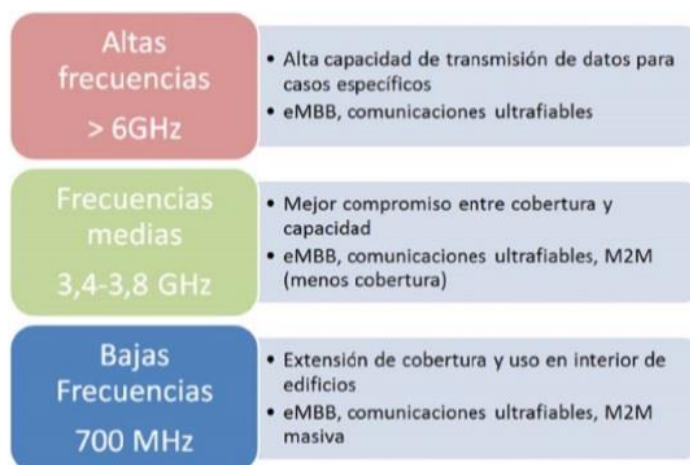 Altas
frecuencias
> 6GHz
• Alta capacidad de transmisión de datos para
casos específicos
• eMBB, comunicaciones ultrafiables
Frecuencias
medias
3,4-3,8 GHz
• Mejor compromiso entre cobertura y
capacidad
• eMBB, comunicaciones ultrafiables, M2M
(menos cobertura)
Bajas
Frecuencias
700 MHz
• Extensión de cobertura y uso en interior de
edificios
• eMBB, comunicaciones ultrafiables, M2M
masiva